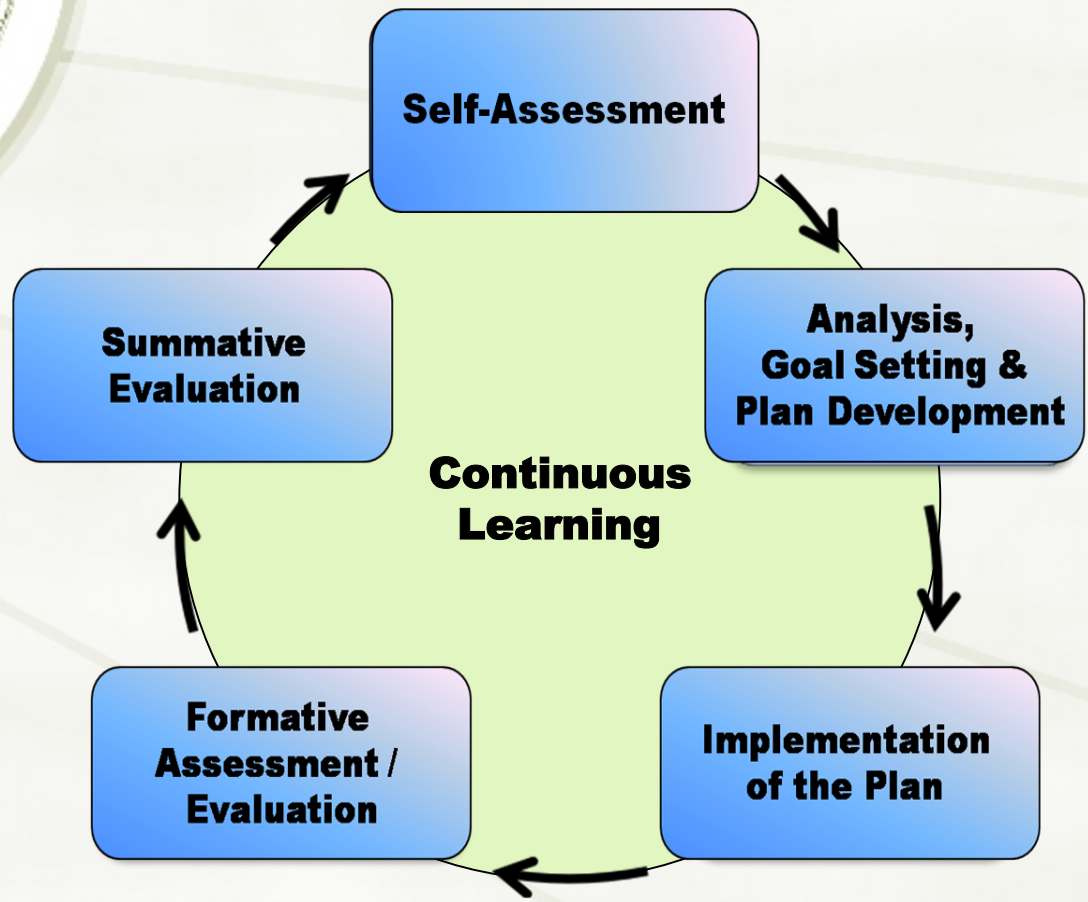 Self-Assessment
Analysis,
Goal Setting &
Plan Development
Implementation
of the Plan
Formative
Assessment /
Evaluation
Summative
Evaluation
Continuous
Learning